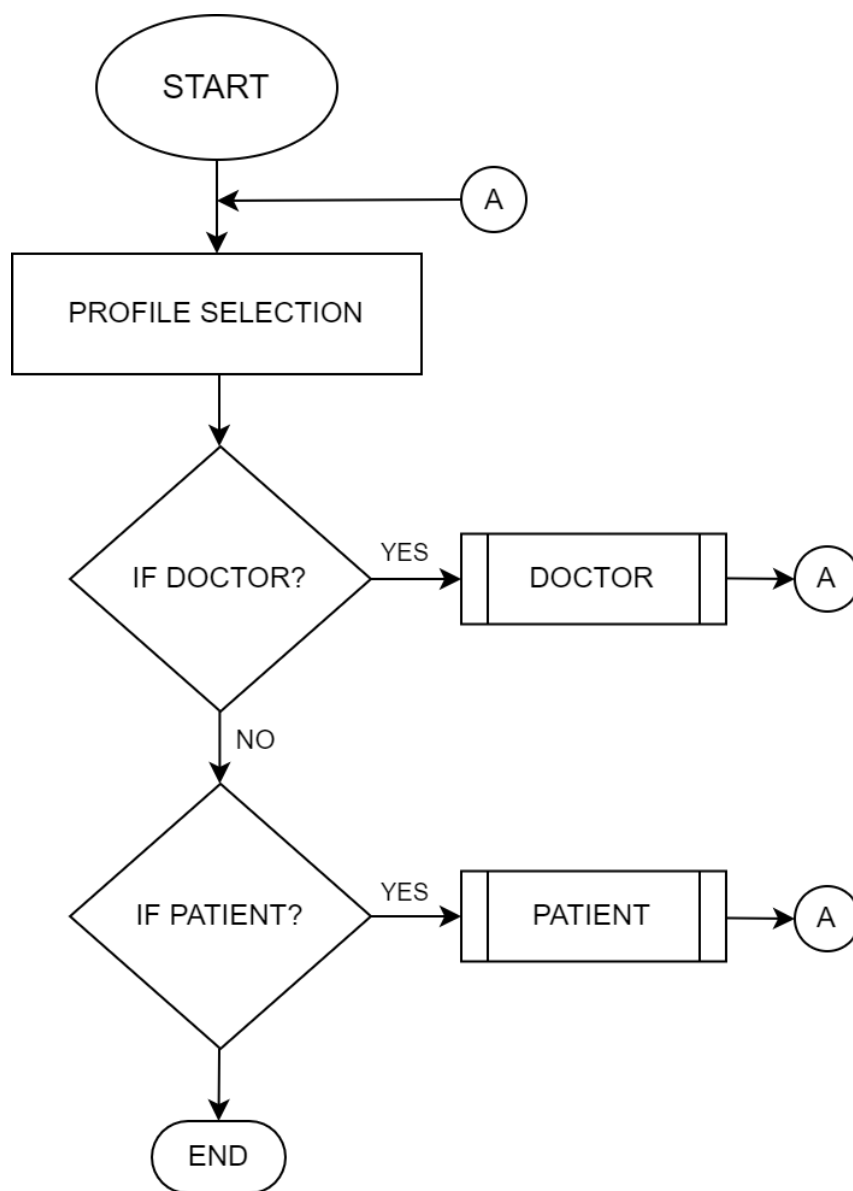 START
A
PROFILE SELECTION
IF DOCTOR?
YES
DOCTOR
A
NO
IF PATIENT?
YES
PATIENT
A
END